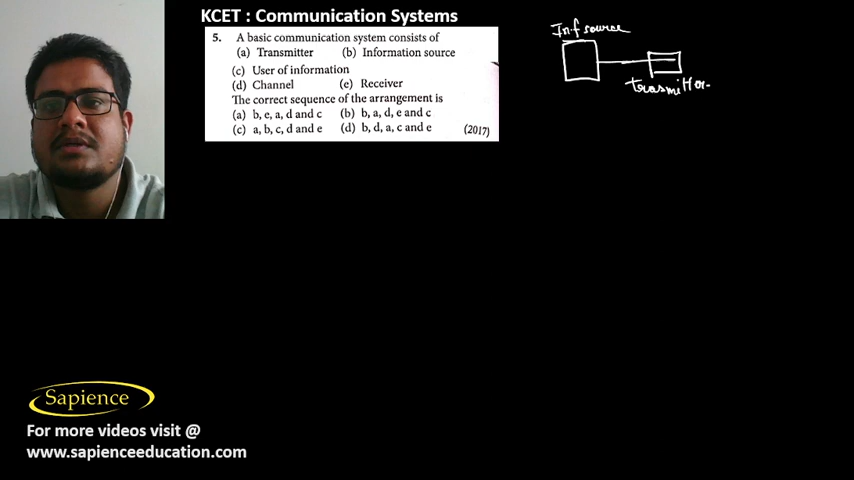 KCET : Communication Systems
5. A basic communication system consists of
(a) Transmitter (b) Information source
(c) User of information
(d) Channel (e) Receiver
The correct sequence of the arrangement is
(a) b, e, a, d and c (b) b, a, d, e and c
(c) a, b, c, d and e (d) b, d, a, c and e (2017)
Inf source
trasmittor
Sapience
For more videos visit @
www.sapienceeducation.com